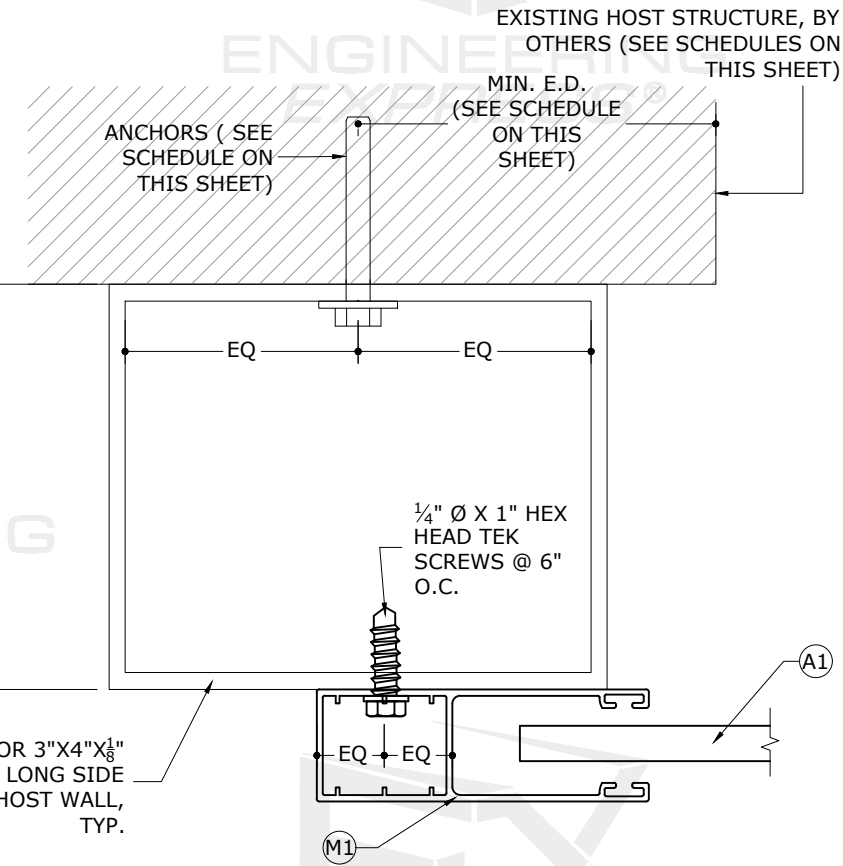 EXISTING HOST STRUCTURE, BY
OTHERS (SEE SCHEDULES ON
THIS SHEET)
ENGINEERING
EXPRESS®
MIN. E.D.
(SEE SCHEDULE
ON THIS
SHEET)
ANCHORS ( SEE
SCHEDULE ON
THIS SHEET)
EQ
EQ
G
¼" Ø X 1" HEX
HEAD TEK
SCREWS @ 6"
O.C.
A1
OR 3"X4"X⅛"
LONG SIDE
HOST WALL,
TYP.
EQ
EQ
M1